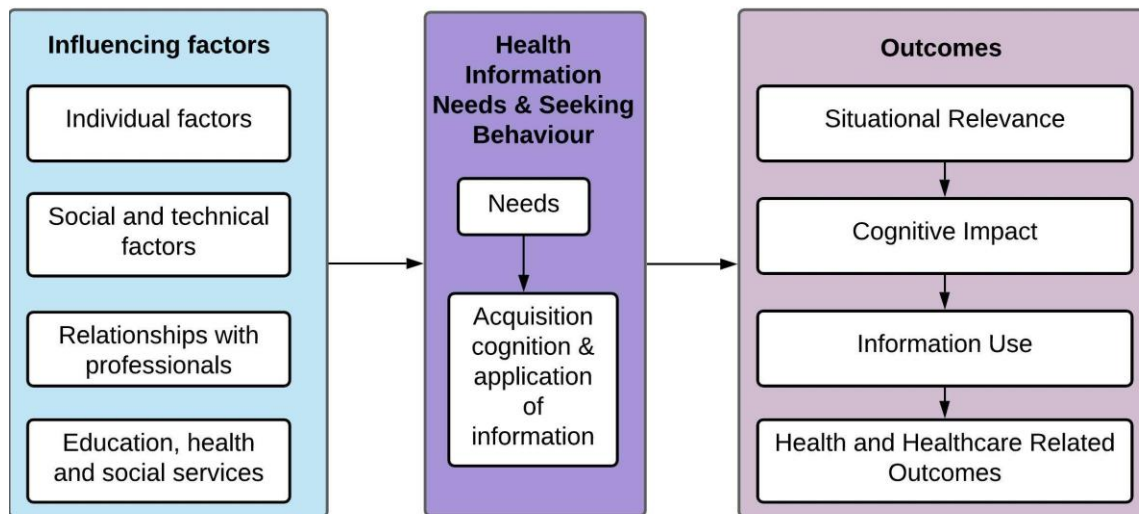 Influencing factors
Individual factors
Social and technical
factors
Relationships with
professionals
Education, health
and social services
Health
Information
Needs & Seeking
Behaviour
Needs
Acquisition
cognition &
application
of
information
Outcomes
Situational Relevance
Cognitive Impact
Information Use
Health and Healthcare Related
Outcomes